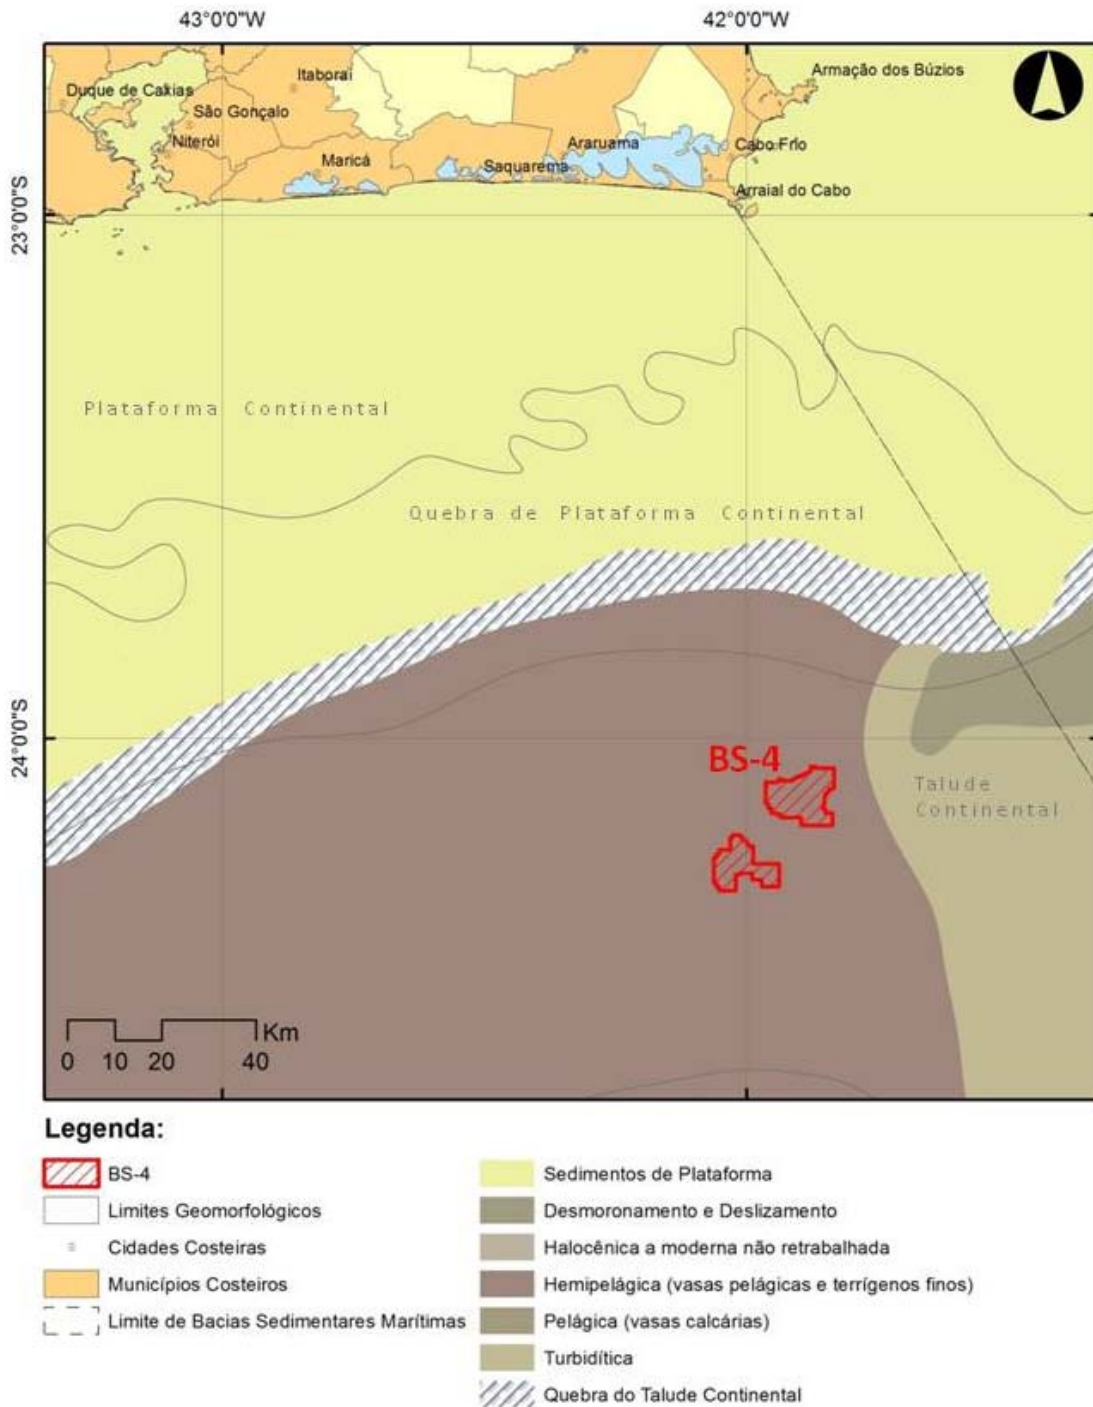 43°0'0"W
42°0'0"W
Armação dos Búzios
Itaboraí
Duque de Caxias
São Gonçalo
Niterói
Araruama
Cabo Frio
Maricá
Saquarema
Arraial do Cabo
23°0'0"S
Plataforma Continental
Quebra de Plataforma Continental
24°0'0"S
BS-4
Talude
Continental
Km
0 10 20 40
Legenda:
BS-4
Limites Geomorfológicos
Cidades Costeiras
Municípios Costeiros
Limite de Bacias Sedimentares Marítimas
Sedimentos de Plataforma
Desmoronamento e Deslizamento
Halocênica a moderna não retrabalhada
Hemipelágica (vasas pelágicas e terrígenos finos)
Pelágica (vasas calcárias)
Turbidítica
Quebra do Talude Continental